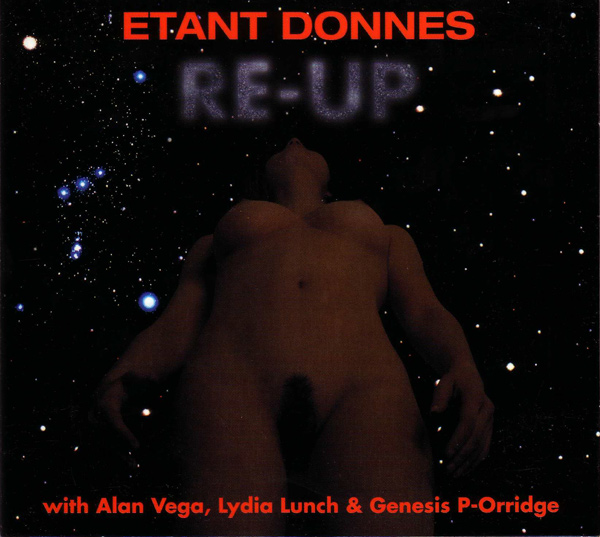 ETANT DONNES
RE-UP
with Alan Vega, Lydia Lunch & Genesis P-Orridge